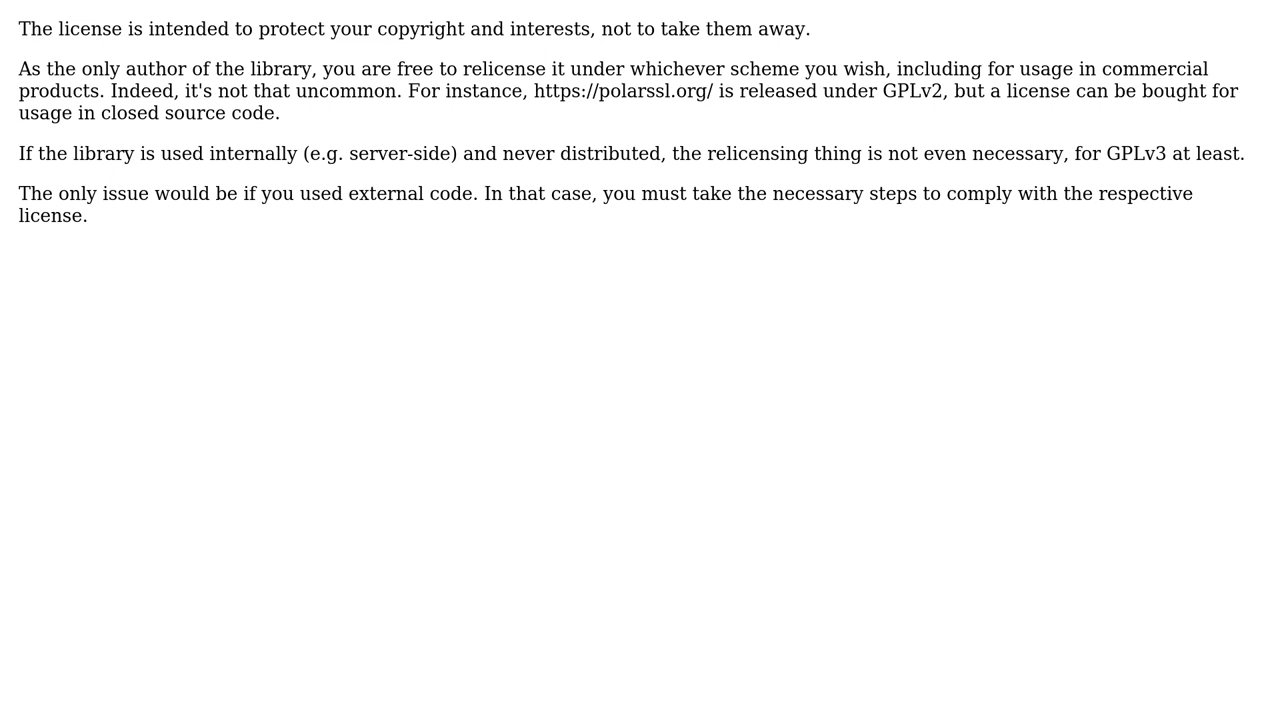 The license is intended to protect your copyright and interests, not to take them away.
As the only author of the library, you are free to relicense it under whichever scheme you wish, including for usage in commercial
products. Indeed, it's not that uncommon. For instance, https://polarssl.org/ is released under GPLv2, but a license can be bought for
usage in closed source code.
If the library is used internally (e.g. server-side) and never distributed, the relicensing thing is not even necessary, for GPLv3 at least.
The only issue would be if you used external code. In that case, you must take the necessary steps to comply with the respective
license.